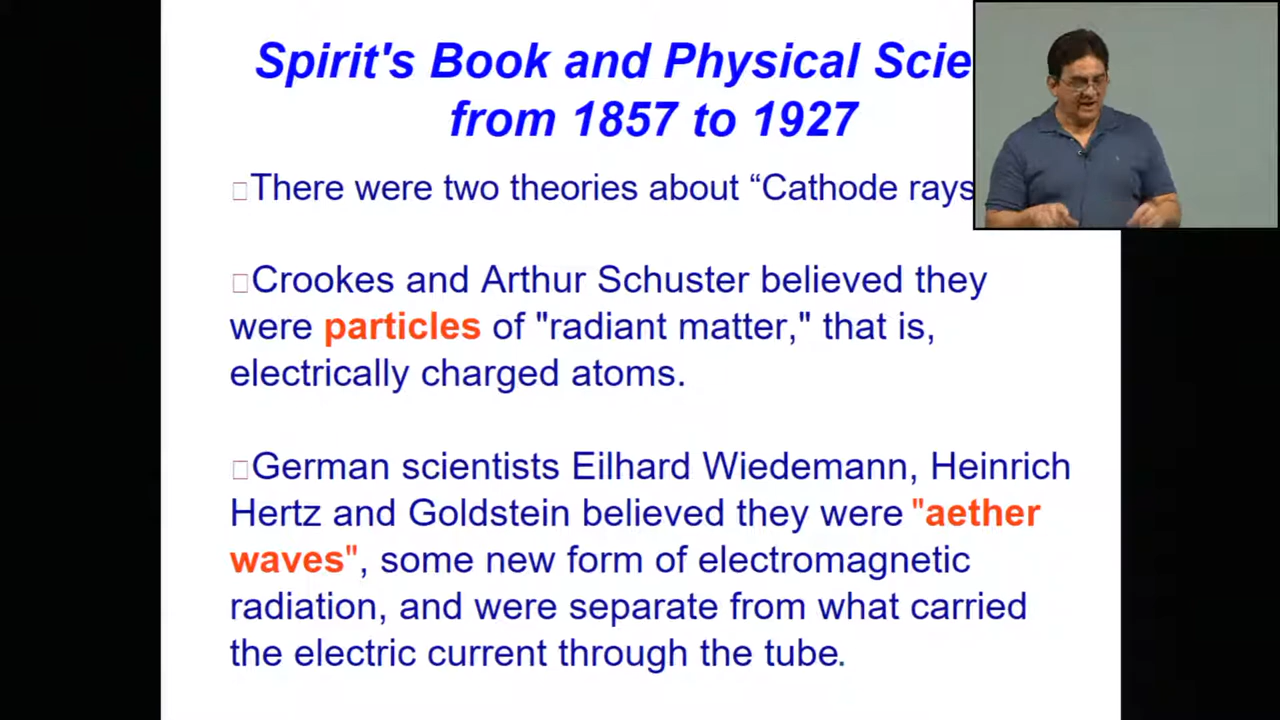 Spirit's Book and Physical Scie
from 1857 to 1927
There were two theories about “Cathode rays
Crookes and Arthur Schuster believed they
were particles of "radiant matter," that is,
electrically charged atoms.
German scientists Eilhard Wiedemann, Heinrich
Hertz and Goldstein believed they were "aether
waves", some new form of electromagnetic
radiation, and were separate from what carried
the electric current through the tube.